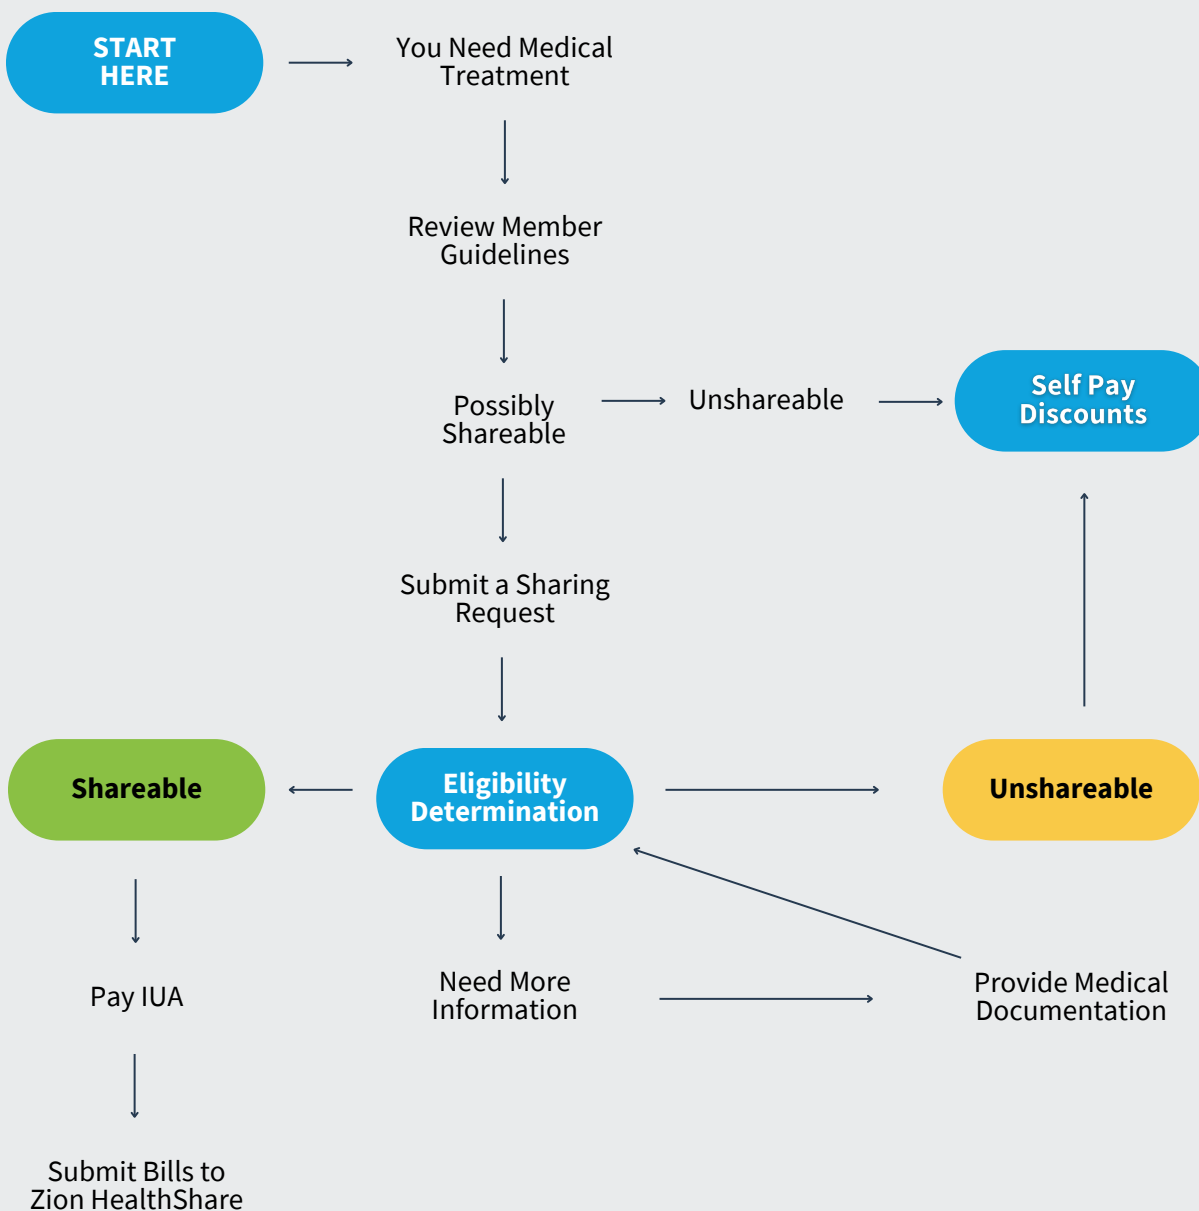 START
HERE
You Need Medical
Treatment
Review Member
Guidelines
Possibly
Shareable
Unshareable
Self Pay
Discounts
Submit a Sharing
Request
Shareable
Eligibility
Determination
Unshareable
Pay IUA
Need More
Information
Provide Medical
Documentation
Submit Bills to
Zion HealthShare